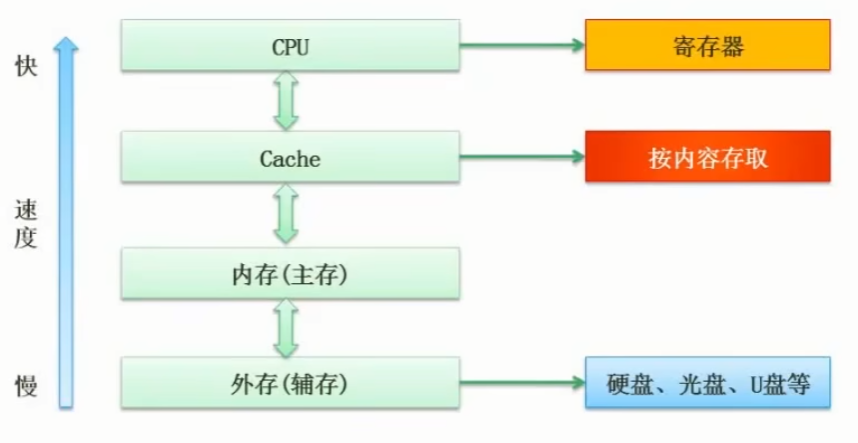 快
CPU
寄存器
Cache
按内容存取
速度
内存(主存)
慢
外存(辅存)
硬盘、光盘、U盘等